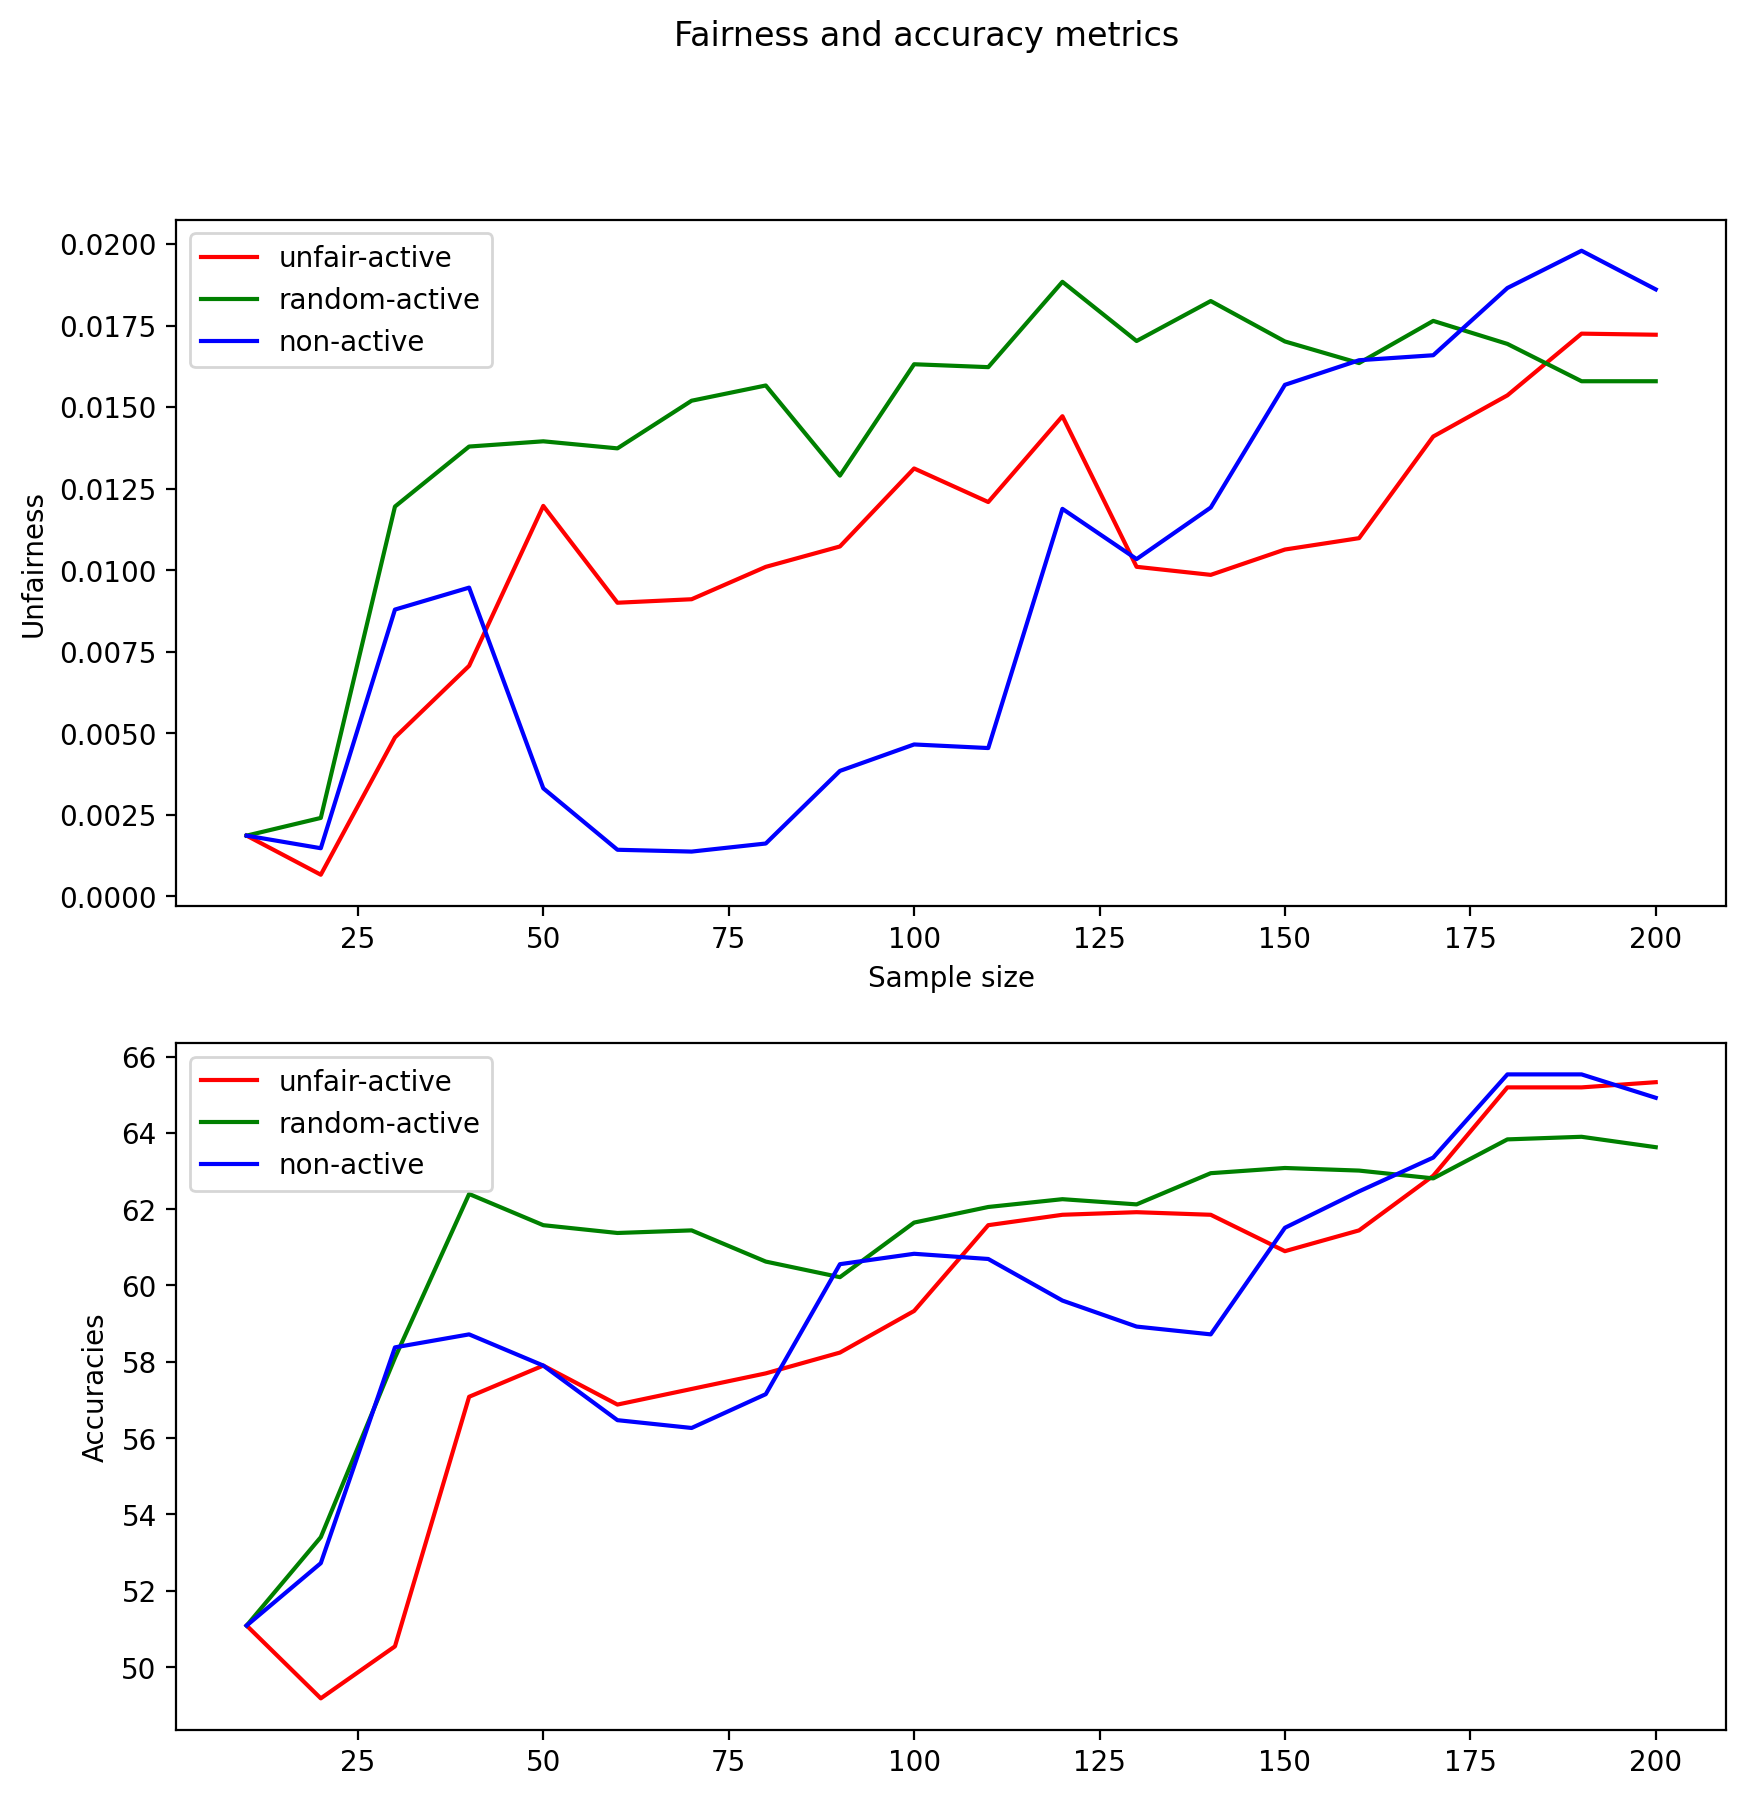 Fairness and accuracy metrics
unfair-active
random-active
non-active
0.0200
0.0175
0.0150
0.0125
0.0100
0.0075
0.0050
0.0025
0.0000
Unfairness
25 50 75 100 125 150 175 200
Sample size
unfair-active
random-active
non-active
66
64
62
60
58
56
54
52
50
Accuracies
25 50 75 100 125 150 175 200